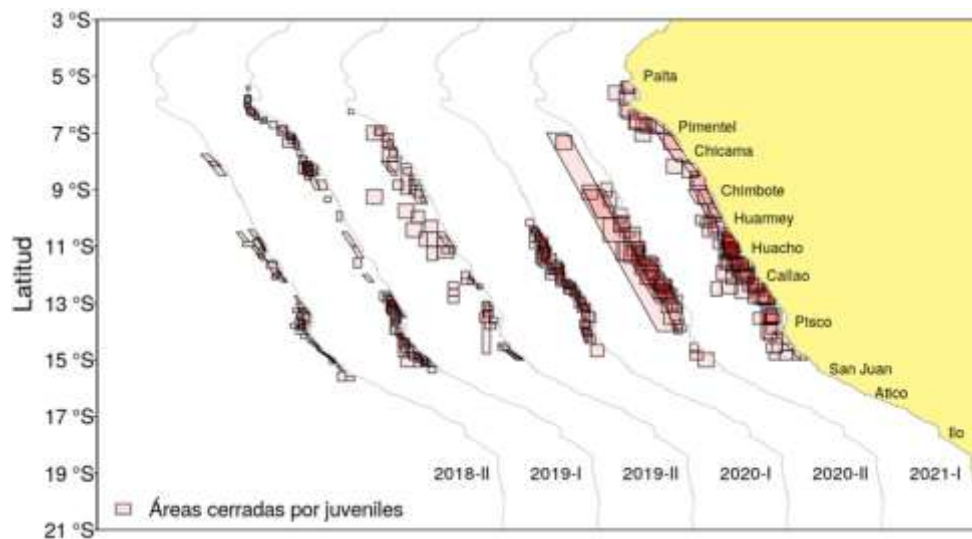 3 °S
5 °S
7 °S
9 °S
11 °S
13 °S
15 °S
17 °S
19 °S
21 °S
Latitud
Paita
Pimentel
Chicama
Chimbote
Huarmey
Huacho
Callao
Pisco
San Juan
Atico
Ilo
2018-II
2019-I
2019-II
2020-I
2020-II
2021-I
Áreas cerradas por juveniles